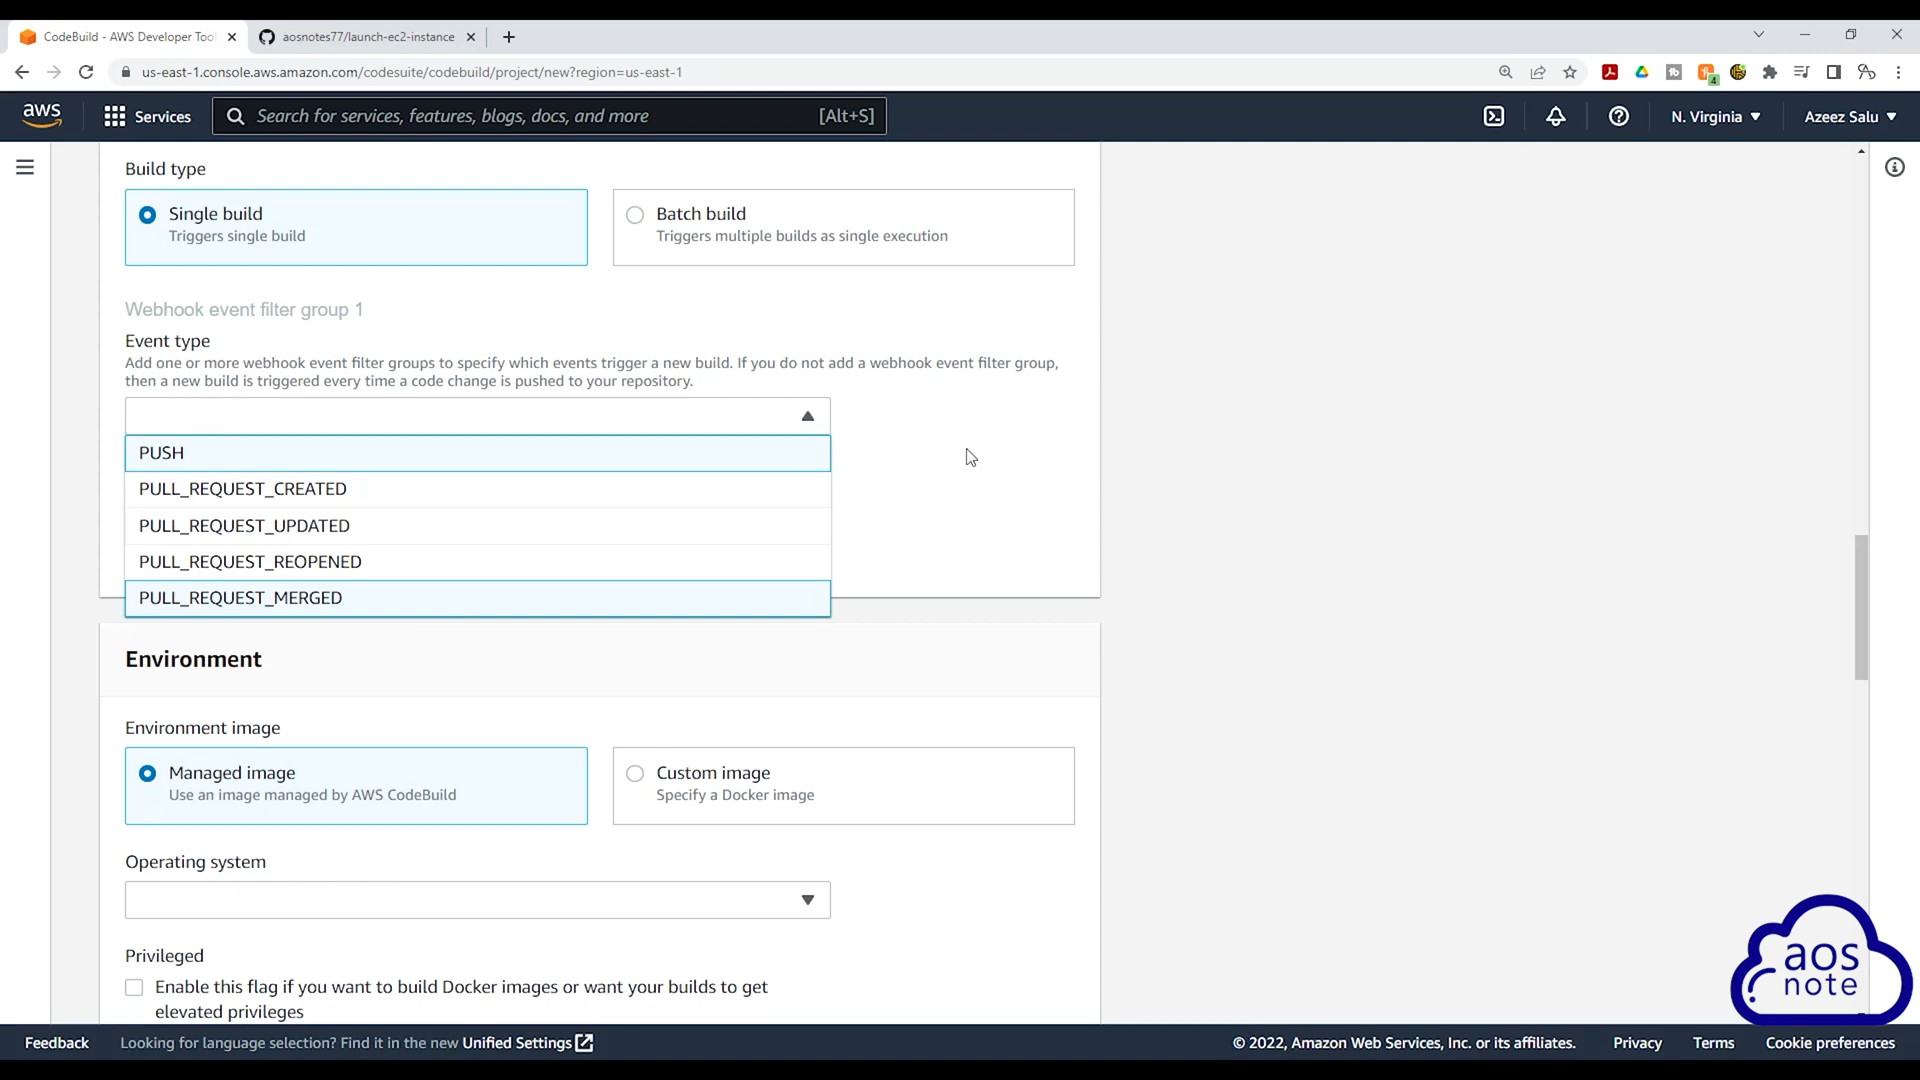 CodeBuild - AWS Developer Tool
aosnotes77/launch-ec2-instance
us-east-1.console.aws.amazon.com/codesuite/codebuild/project/new?region=us-east-1
4
aws
Services
Search for services, features, blogs, docs, and more
[Alt+S]
N. Virginia
Azeez Salu
Build type
Single build
Triggers single build
Batch build
Triggers multiple builds as single execution
Webhook event filter group 1
Event type
Add one or more webhook event filter groups to specify which events trigger a new build. If you do not add a webhook event filter group,
then a new build is triggered every time a code change is pushed to your repository.
PUSH
PULL_REQUEST_CREATED
PULL_REQUEST_UPDATED
PULL_REQUEST_REOPENED
PULL_REQUEST_MERGED
Environment
Environment image
Managed image
Use an image managed by AWS CodeBuild
Custom image
Specify a Docker image
Operating system
Privileged
Enable this flag if you want to build Docker images or want your builds to get
elevated privileges
aos
note
Feedback
Looking for language selection? Find it in the new Unified Settings
© 2022, Amazon Web Services, Inc. or its affiliates.
Privacy
Terms
Cookie preferences